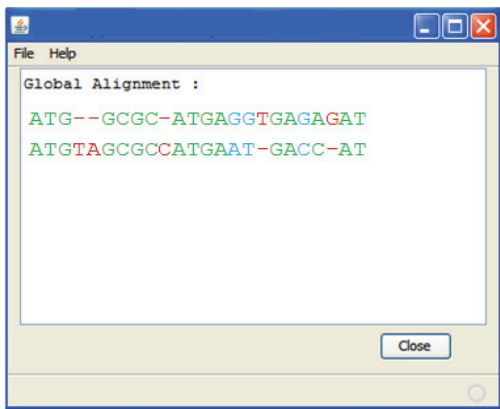 File Help
Global Alignment :
ATG--GCGC-ATGAGGTGAGAGAT
ATGTAGCGCCATGAAT-GACC-AT
Close